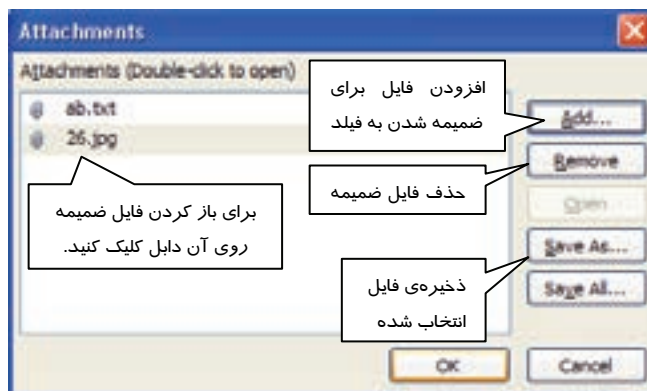 Attachments
Attachments (Double-click to open)
ab.txt
26.jpg
افزودن فایل برای
ضمیمه شدن به فیلد
Add...
حذف فایل ضمیمه
Remove
Open
برای باز کردن فایل ضمیمه
روی آن دابل کلیک کنید.
ذخیره‌ی فایل
انتخاب شده
Save As...
Save All...
OK
Cancel